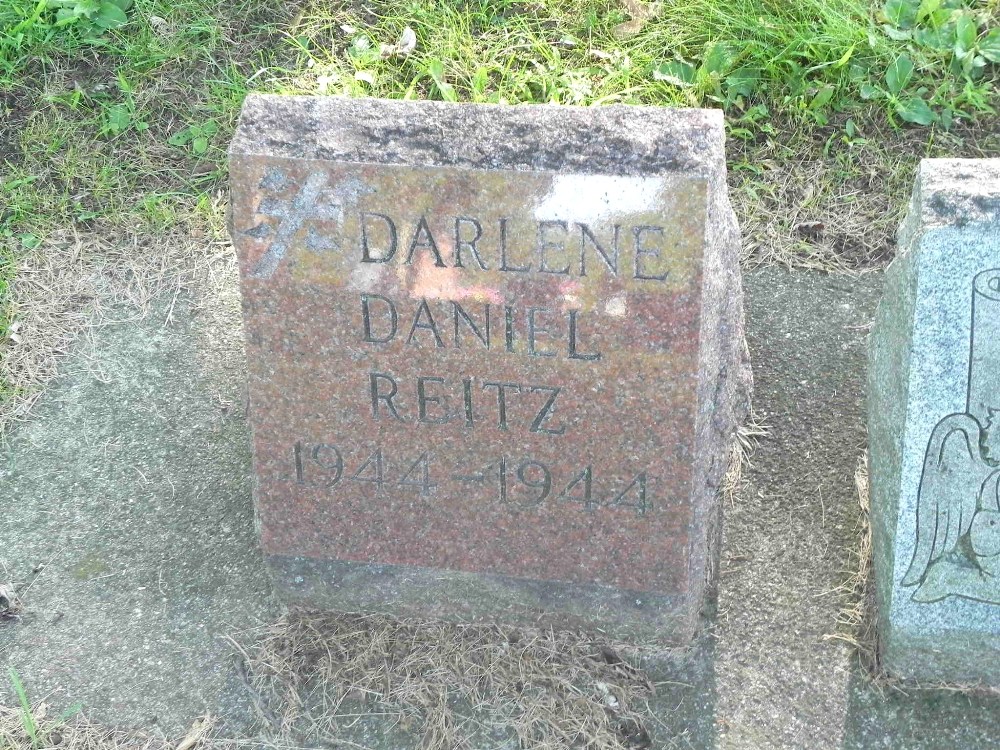 DARLENE
DANIEL
REITZ
1944-1944